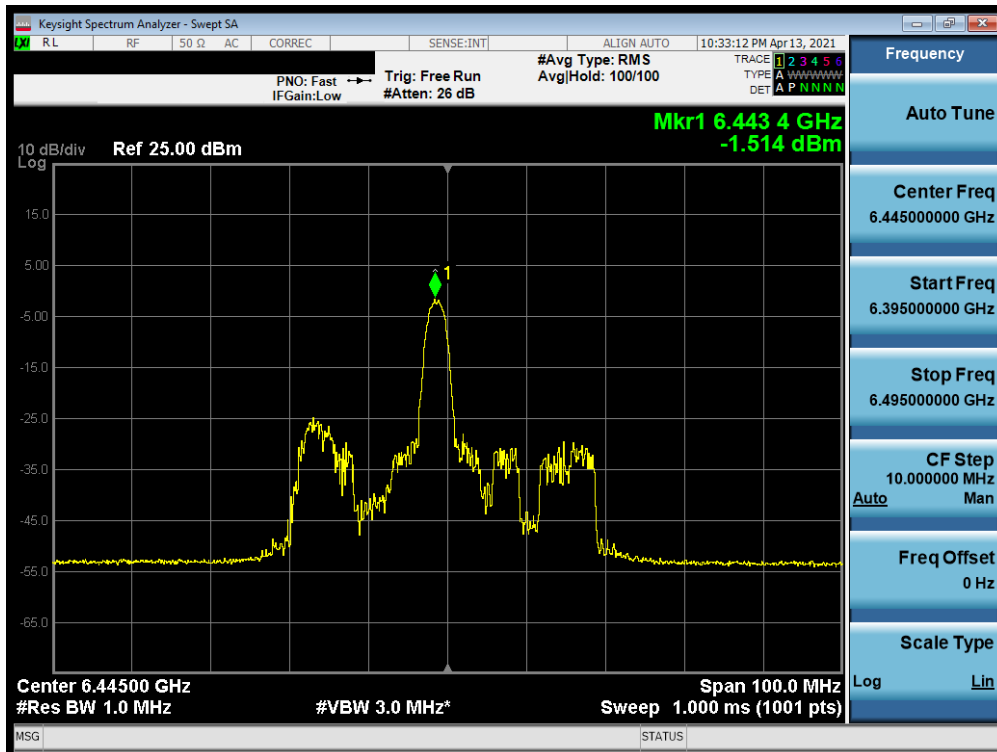 Keysight Spectrum Analyzer - Swept SA
LXI RL RF 50 Ω AC CORREC SENSE:INT ALIGN AUTO 10:33:12 PM Apr 13, 2021
PNO: Fast
IFGain:Low
Trig: Free Run
#Atten: 26 dB
#Avg Type: RMS
Avg|Hold: 100/100
TRACE 1 2 3 4 5 6
TYPE A WWWWW
DET A P N N N N
Mkr1 6.443 4 GHz
-1.514 dBm
10 dB/div Ref 25.00 dBm
Log
15.0
5.00
-5.00
-15.0
-25.0
-35.0
-45.0
-55.0
-65.0
1
Center 6.44500 GHz Span 100.0 MHz
#Res BW 1.0 MHz #VBW 3.0 MHz* Sweep 1.000 ms (1001 pts)
MSG STATUS
Frequency
Auto Tune
Center Freq
6.445000000 GHz
Start Freq
6.395000000 GHz
Stop Freq
6.495000000 GHz
CF Step
10.000000 MHz
Auto Man
Freq Offset
0 Hz
Scale Type
Log Lin